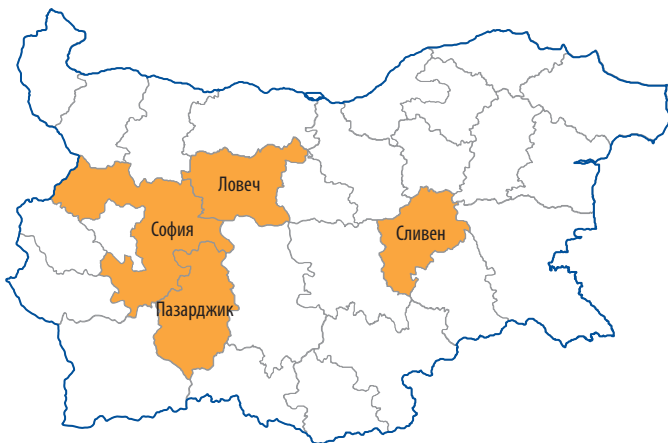 Ловеч
София
Сливен
Пазарджик